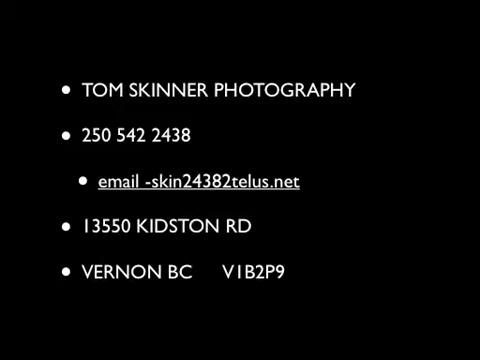 • TOM SKINNER PHOTOGRAPHY
• 250 542 2438
• email -skin24382telus.net
• 13550 KIDSTON RD
• VERNON BC V1B2P9